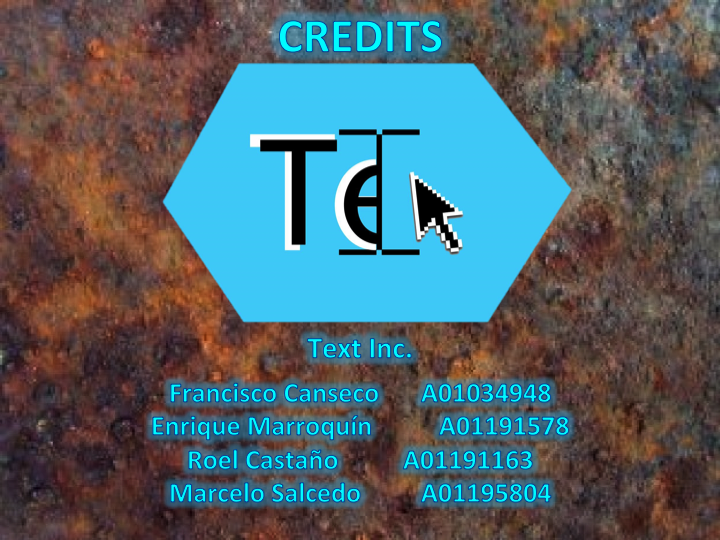 CREDITS
Te
Text Inc.
Francisco Canseco A01034948
Enrique Marroquín A01191578
Roel Castaño A01191163
Marcelo Salcedo A01195804